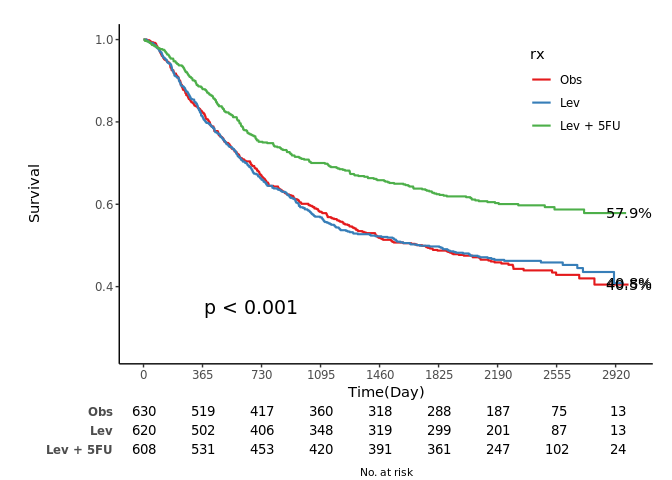 rx
Obs
Lev
Lev + 5FU
Survival
1.0
0.8
0.6
0.4
57.9%
p < 0.001
0 365 730 1095 1460 1825 2190 2555 2920
Time(Day)
Obs 630 519 417 360 318 288 187 75 13
Lev 620 502 406 348 319 299 201 87 13
Lev + 5FU 608 531 453 420 391 361 247 102 24
No. at risk